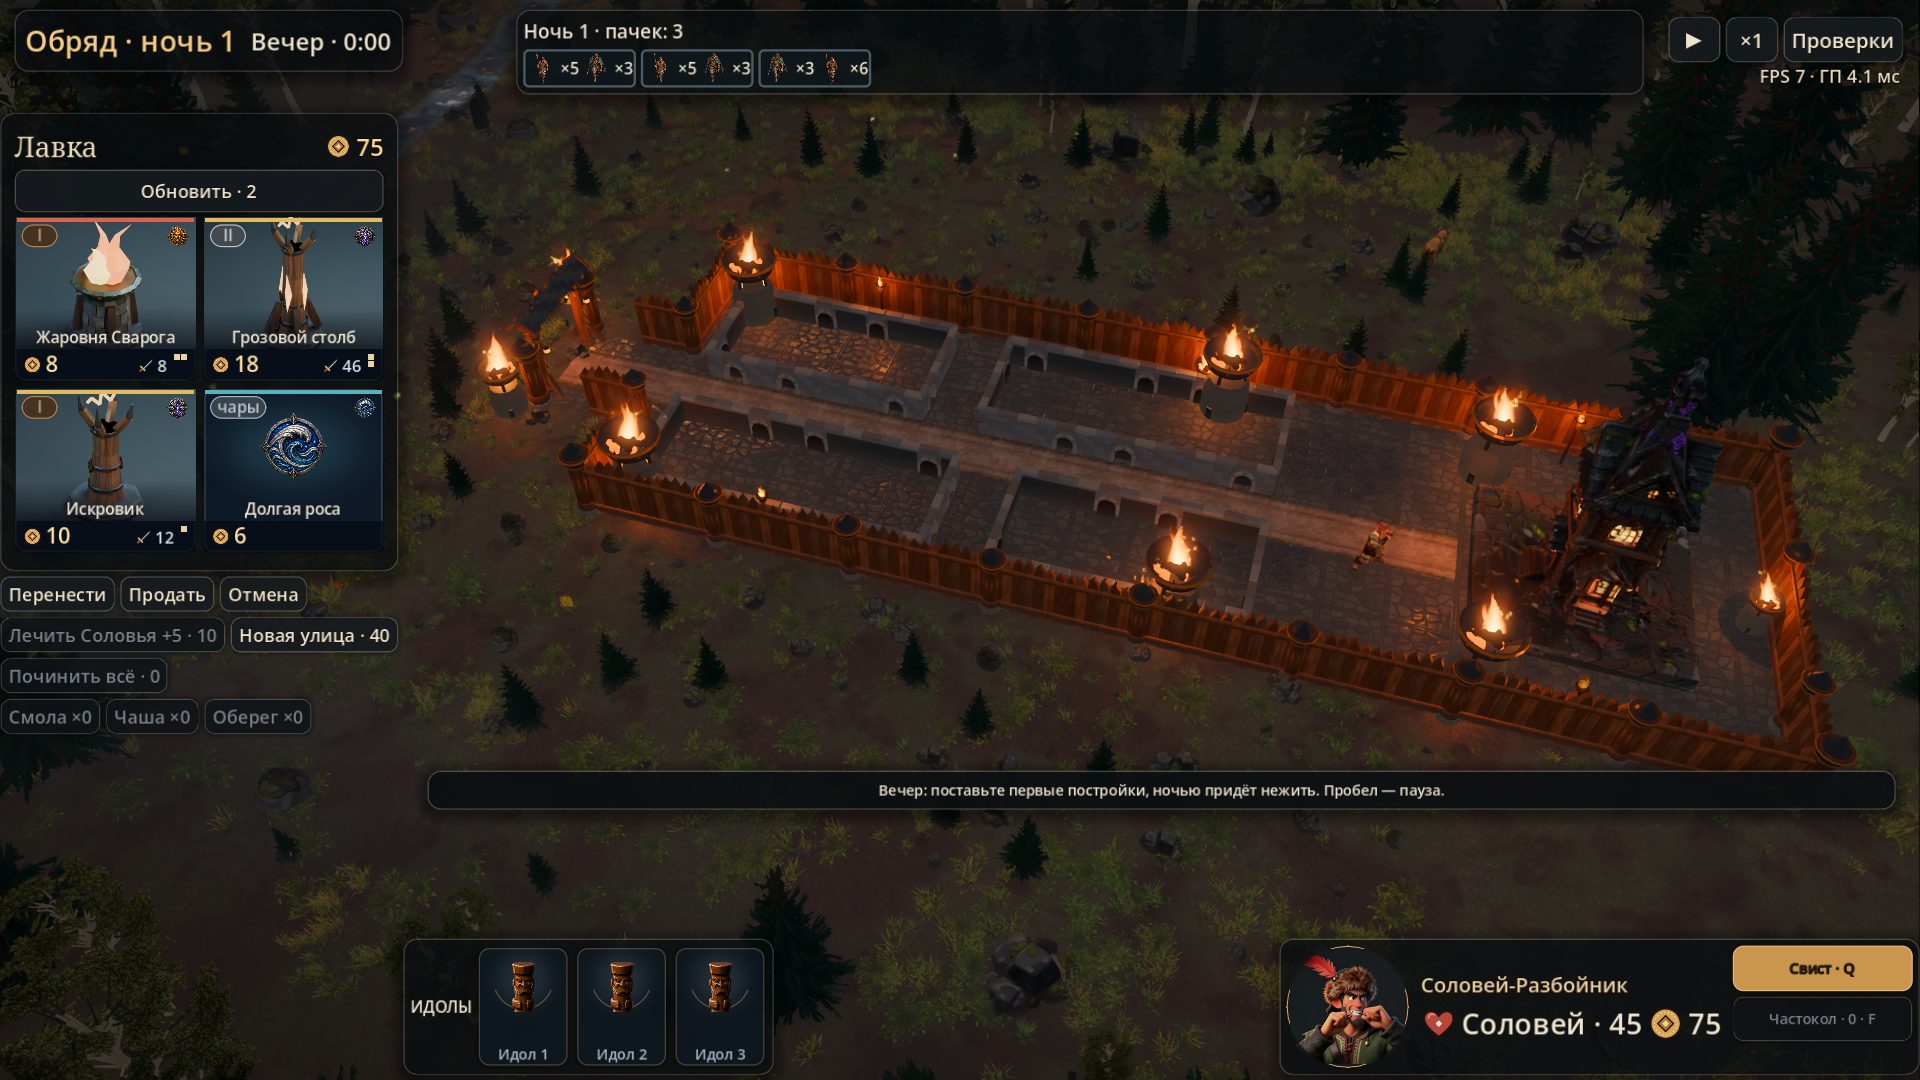 Обряд · ночь 1 Вечер · 0:00
Ночь 1 · пачек: 3
×5 ×3 ×5 ×3 ×3 ×6
▶ ×1 Проверки
FPS 7 · ГП 4.1 мс
Лавка 75
Обновить · 2
I II
Жаровня Сварога Грозовой столб
8 8 18 46
I чары
Искровик Долгая роса
10 12 6
Перенести Продать Отмена
Лечить Соловья +5 · 10 Новая улица · 40
Починить всё · 0
Смола ×0 Чаша ×0 Оберег ×0
Вечер: поставьте первые постройки, ночью придёт нежить. Пробел — пауза.
ИДОЛЫ
Идол 1 Идол 2 Идол 3
Соловей-Разбойник
Соловей · 45 75
Свист · Q
Частокол · 0 · F